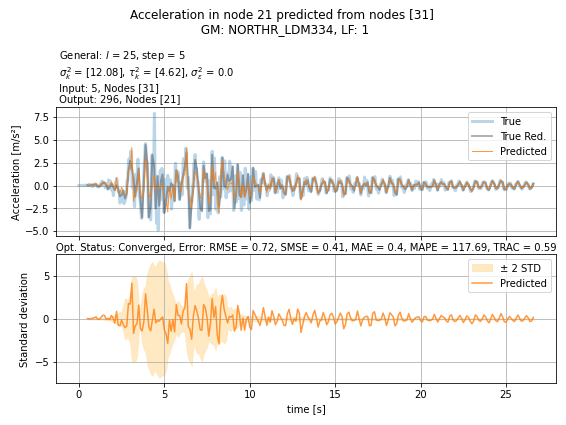 Acceleration in node 21 predicted from nodes [31]
GM: NORTHR_LDM334, LF: 1
General: l = 25, step = 5
σ²ₖ = [12.08], τ²ₖ = [4.62], σ²ε = 0.0
Input: 5, Nodes [31]
Output: 296, Nodes [21]
Acceleration [m/s²]
7.5
5.0
2.5
0.0
−2.5
−5.0
True
True Red.
Predicted
Opt. Status: Converged, Error: RMSE = 0.72, SMSE = 0.41, MAE = 0.4, MAPE = 117.69, TRAC = 0.59
Standard deviation
5
0
−5
± 2 STD
Predicted
0 5 10 15 20 25
time [s]